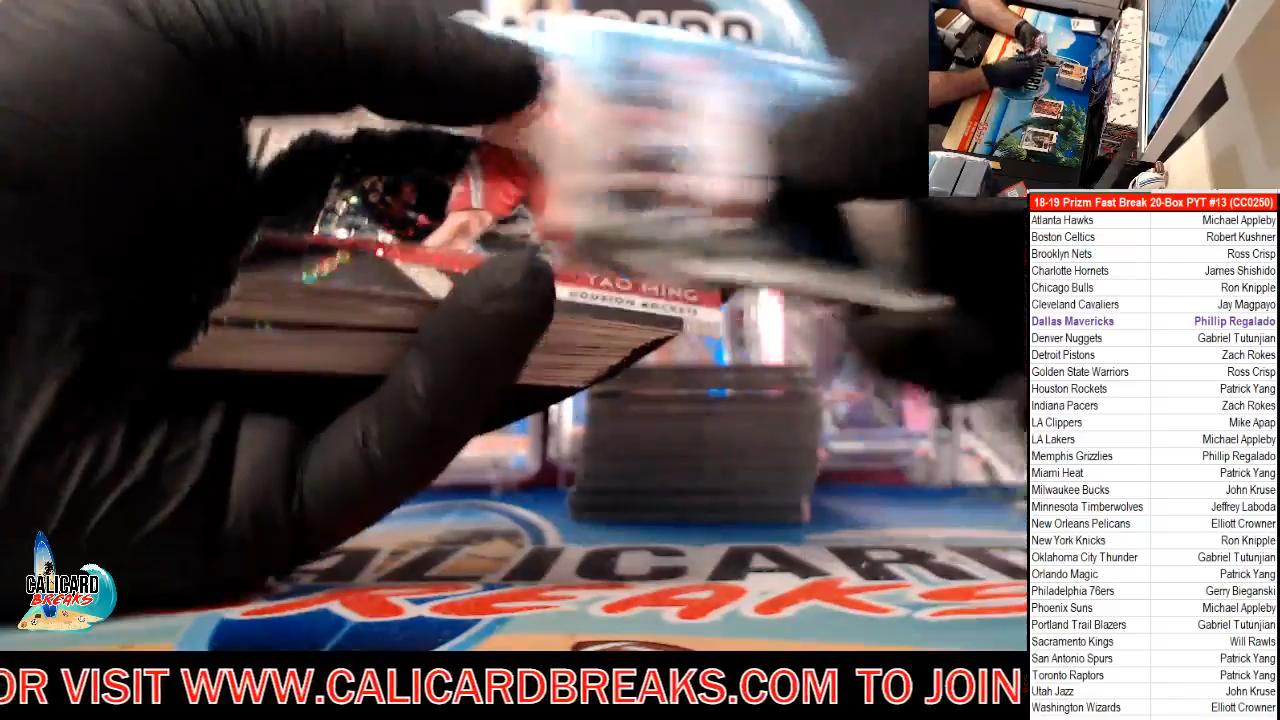 CALICARD
YAO MING
HOUSTON ROCKETS
CALICARD
BREAKS
CALICARD
BREAKS
OR VISIT WWW.CALICARDBREAKS.COM TO JOIN
18-19 Prizm Fast Break 20-Box PYT #13 (CC0250)
Atlanta Hawks Michael Appleby
Boston Celtics Robert Kushner
Brooklyn Nets Ross Crisp
Charlotte Hornets James Shishido
Chicago Bulls Ron Knipple
Cleveland Cavaliers Jay Magpayo
Dallas Mavericks Phillip Regalado
Denver Nuggets Gabriel Tutunjian
Detroit Pistons Zach Rokes
Golden State Warriors Ross Crisp
Houston Rockets Patrick Yang
Indiana Pacers Zach Rokes
LA Clippers Mike Apap
LA Lakers Michael Appleby
Memphis Grizzlies Phillip Regalado
Miami Heat Patrick Yang
Milwaukee Bucks John Kruse
Minnesota Timberwolves Jeffrey Laboda
New Orleans Pelicans Elliott Crowner
New York Knicks Ron Knipple
Oklahoma City Thunder Gabriel Tutunjian
Orlando Magic Patrick Yang
Philadelphia 76ers Gerry Bieganski
Phoenix Suns Michael Appleby
Portland Trail Blazers Gabriel Tutunjian
Sacramento Kings Will Rawls
San Antonio Spurs Patrick Yang
Toronto Raptors Patrick Yang
Utah Jazz John Kruse
Washington Wizards Elliott Crowner